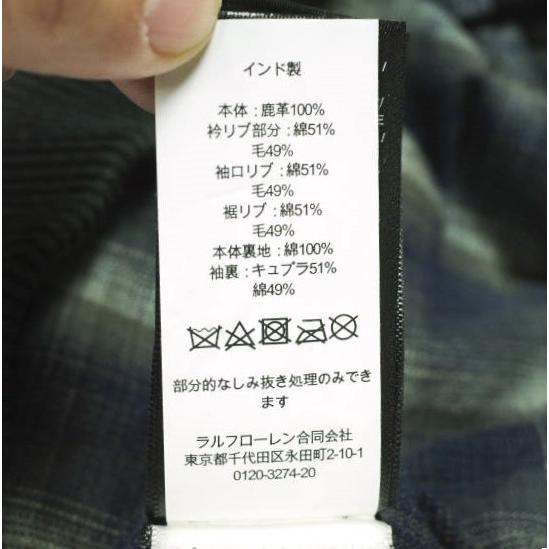 インド製
本体 : 鹿革100%
衿リブ部分 : 綿51%
毛49%
袖口リブ : 綿51%
毛49%
裾リブ : 綿51%
毛49%
本体裏地 : 綿100%
袖裏 : キュプラ51%
綿49%
部分的なしみ抜き処理のみでき
ます
ラルフローレン合同会社
東京都千代田区永田町2-10-1
0120-3274-20